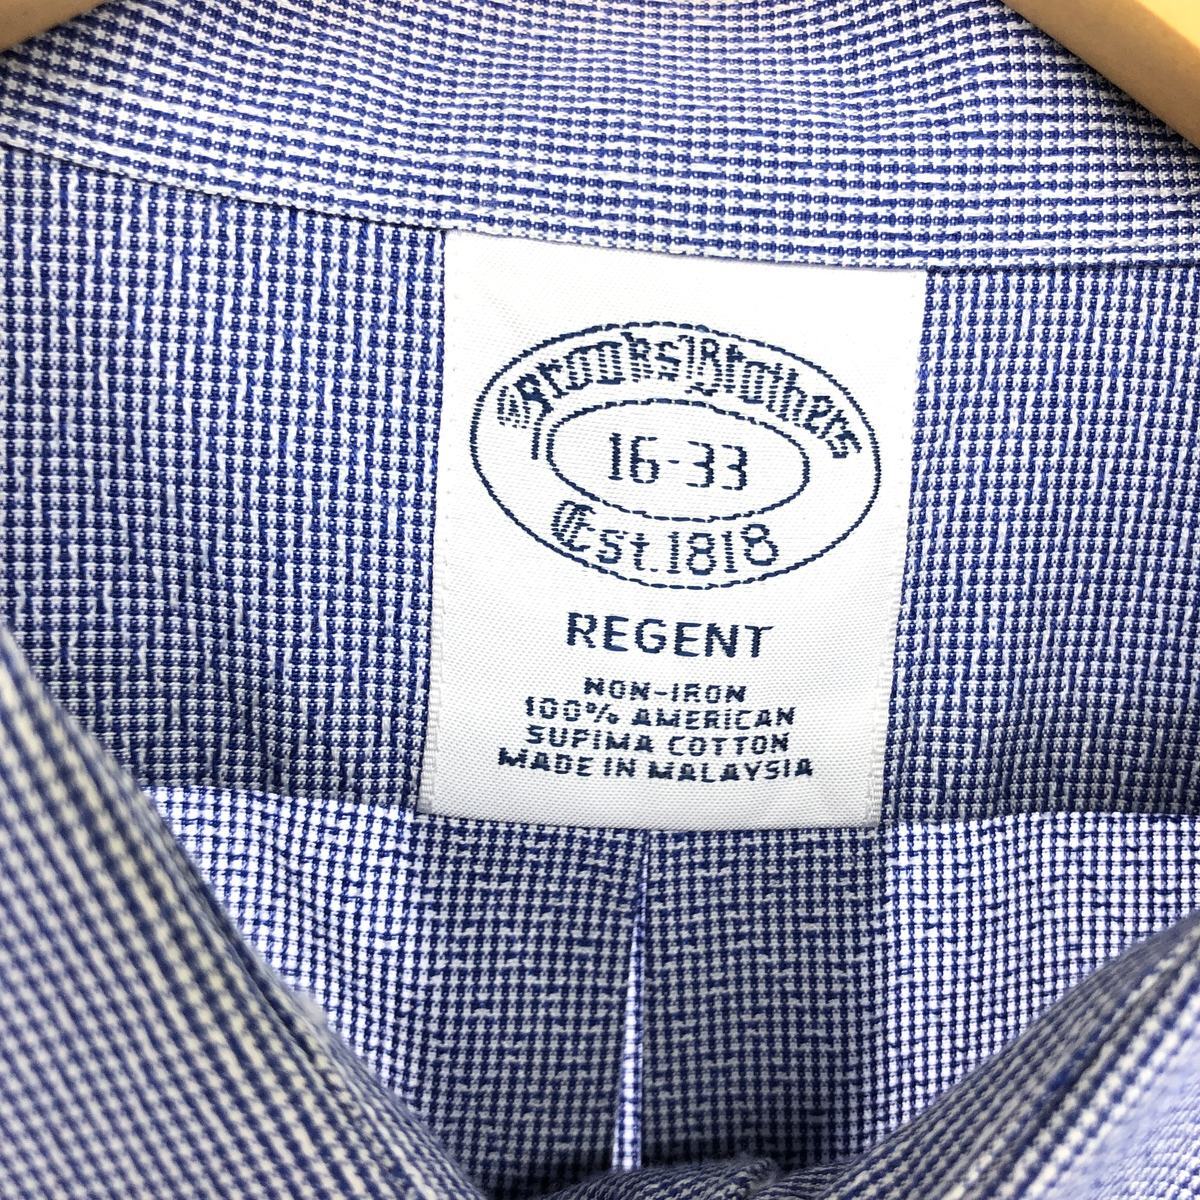 Brooks Brothers
16-33
Est. 1818
REGENT
NON-IRON
100% AMERICAN
SUPIMA COTTON
MADE IN MALAYSIA